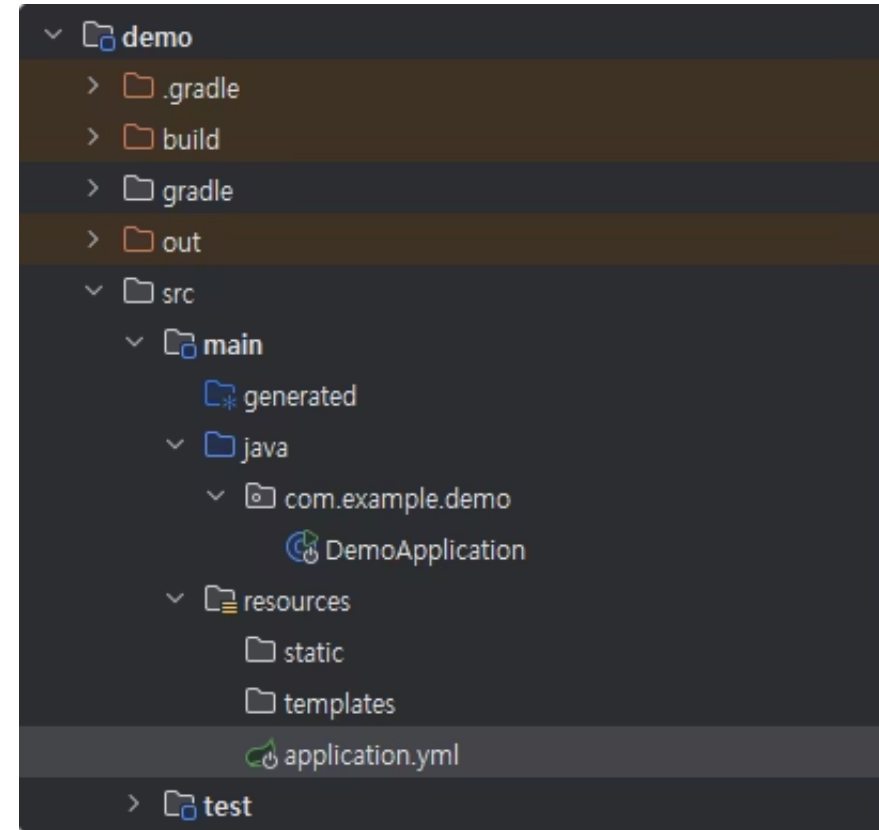 demo
.gradle
build
gradle
out
src
main
generated
java
com.example.demo
DemoApplication
resources
static
templates
application.yml
test